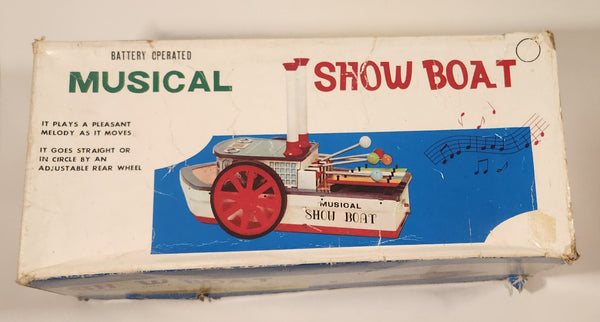 BATTERY OPERATED
MUSICAL SHOW BOAT
IT PLAYS A PLEASANT
MELODY AS IT MOVES
IT GOES STRAIGHT OR
IN CIRCLE BY AN
ADJUSTABLE REAR WHEEL
MUSICAL
SHOW BOAT